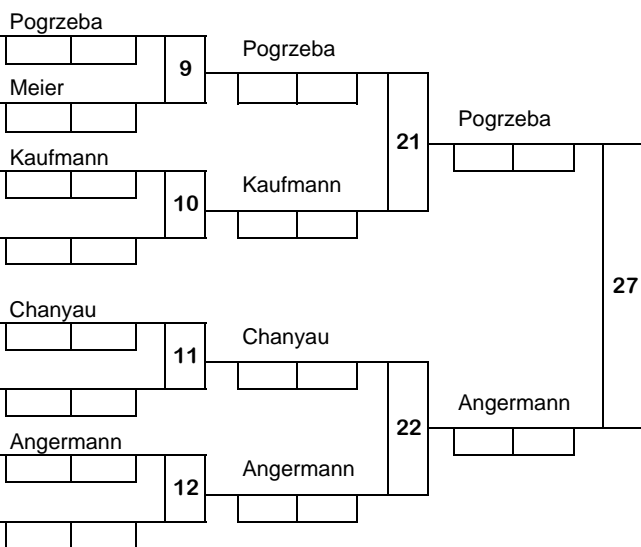 Pogrzeba
9
Pogrzeba
Meier
21
Pogrzeba
Kaufmann
10
Kaufmann
27
Chanyau
11
Chanyau
22
Angermann
Angermann
12
Angermann